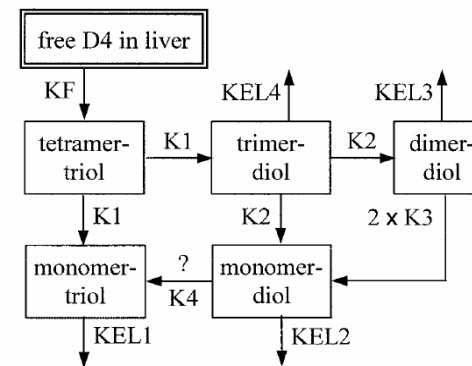 free D4 in liver
KF
KEL4
KEL3
tetramer-
triol
K1
trimer-
diol
K2
dimer-
diol
K1
K2
2 x K3
monomer-
triol
?
K4
monomer-
diol
KEL1
KEL2